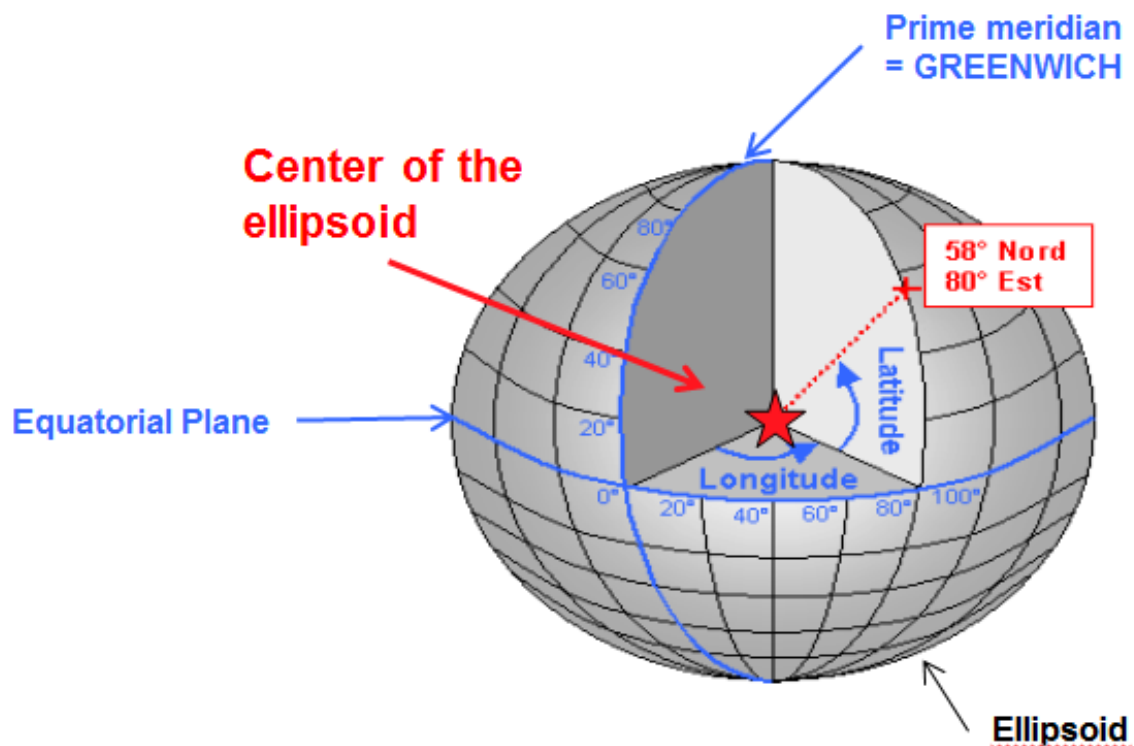 Prime meridian
= GREENWICH
Center of the
ellipsoid
80°
58° Nord
80° Est
60°
40°
Latitude
Equatorial Plane
20°
Longitude
0°
20°
40°
60°
80°
100°
Ellipsoid